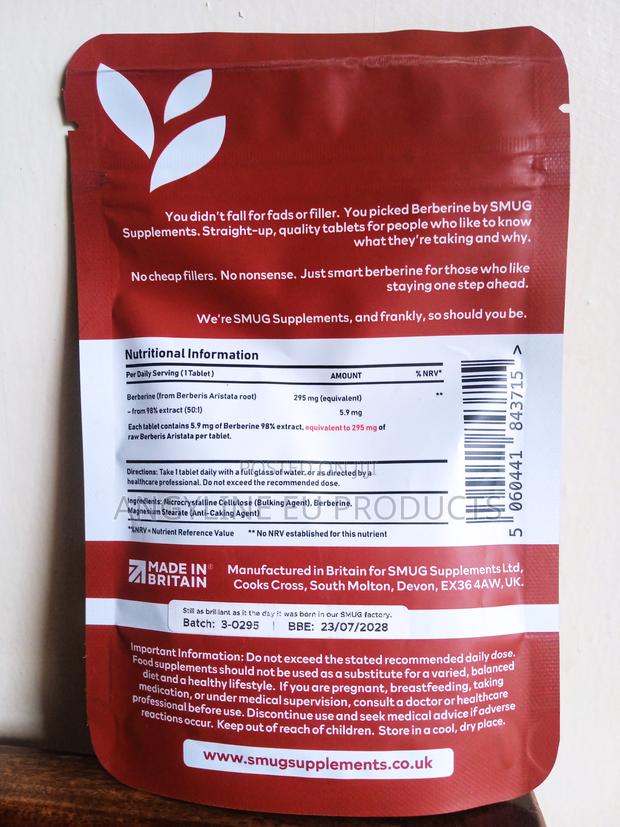 You didn't fall for fads or filler. You picked Berberine by SMUG
Supplements. Straight-up, quality tablets for people who like to know
what they're taking and why.
No cheap fillers. No nonsense. Just smart berberine for those who like
staying one step ahead.
We're SMUG Supplements, and frankly, so should you be.
Nutritional Information
Per Daily Serving (1 Tablet) AMOUNT % NRV*
Berberine (from Berberis Aristata root) 295 mg (equivalent) **
– from 98% extract (50:1) 5.9 mg
Each tablet contains 5.9 mg of Berberine 98% extract, equivalent to 295 mg of
raw Berberis Aristata per tablet.
POSTED ON JIJI
Directions: Take 1 tablet daily with a full glass of water, or as directed by a
healthcare professional. Do not exceed the recommended dose.
ANGYLINE EU PRODUCTS
Ingredients: Microcrystalline Cellulose (Bulking Agent), Berberine,
Magnesium Stearate (Anti-Caking Agent)
*%NRV = Nutrient Reference Value ** No NRV established for this nutrient
5 060441 843715 >
MADE IN
BRITAIN
Manufactured in Britain for SMUG Supplements Ltd,
Cooks Cross, South Molton, Devon, EX36 4AW, UK.
Still as brilliant as it the day it was born in our SMUG factory.
Batch: 3-0295 | BBE: 23/07/2028
Important Information: Do not exceed the stated recommended daily dose.
Food supplements should not be used as a substitute for a varied, balanced
diet and a healthy lifestyle. If you are pregnant, breastfeeding, taking
medication, or under medical supervision, consult a doctor or healthcare
professional before use. Discontinue use and seek medical advice if adverse
reactions occur. Keep out of reach of children. Store in a cool, dry place.
www.smugsupplements.co.uk